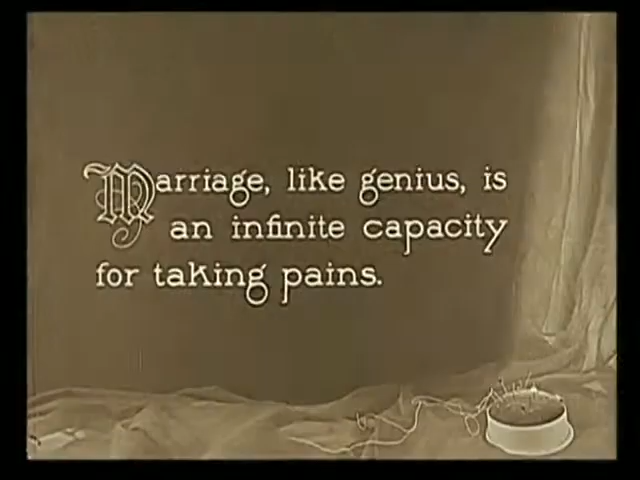 Marriage, like genius, is
an infinite capacity
for taking pains.